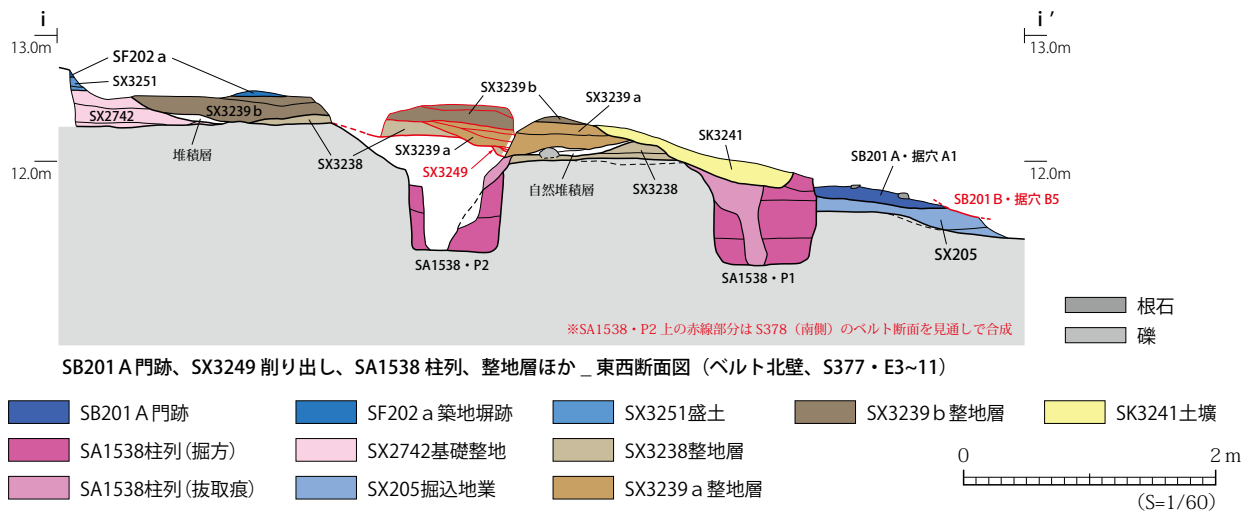 i
i ’
13.0m
13.0m
SF202 a
SX3251
SX3239 b
SX3239 a
SX2742
SX3239 b
堆積層
SX3238
SX3239 a
SX3249
SK3241
自然堆積層
SX3238
SB201 A・据穴 A1
12.0m
12.0m
SB201 B・据穴 B5
SX205
SA1538・P2
SA1538・P1
※SA1538・P2 上の赤線部分は S378（南側）のベルト断面を見通しで合成
根石
礫
SB201 A 門跡、SX3249 削り出し、SA1538 柱列、整地層ほか _ 東西断面図（ベルト北壁、S377・E3~11）
SB201 A 門跡
SF202 a 築地塀跡
SX3251盛土
SX3239 b 整地層
SK3241土壙
SA1538柱列（掘方）
SX2742基礎整地
SX3238整地層
SA1538柱列（抜取痕）
SX205掘込地業
SX3239 a 整地層
0
2 m
(S=1/60)